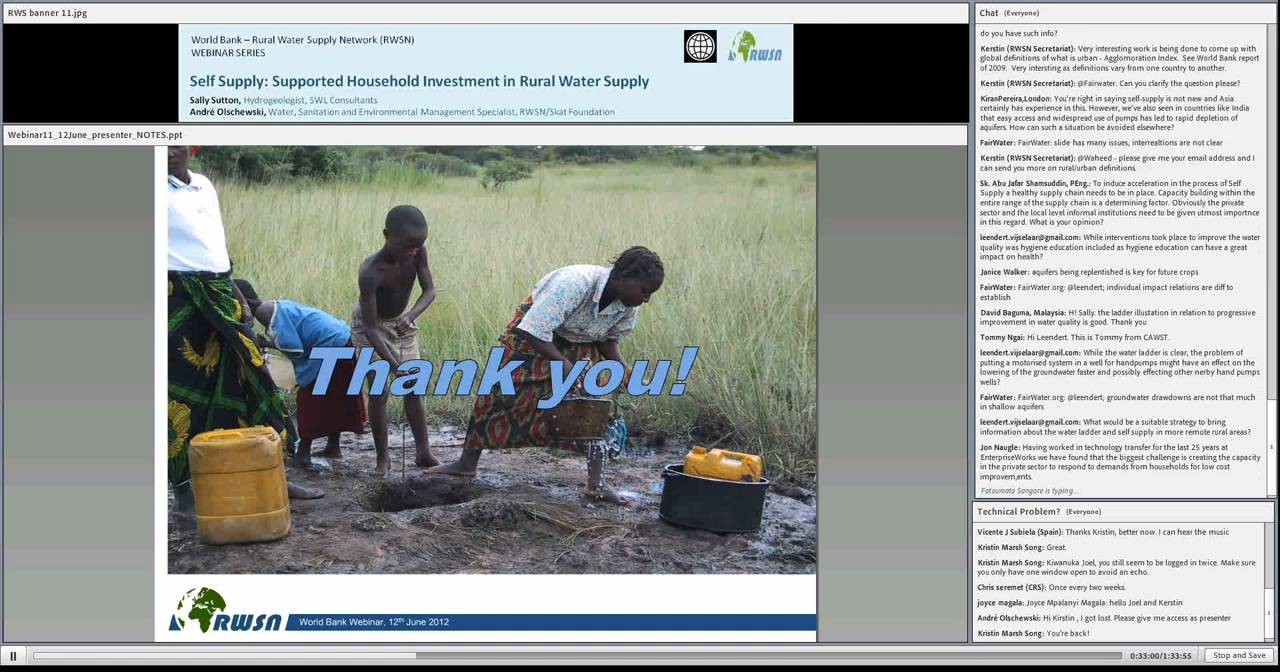 RWS banner 11.jpg
World Bank – Rural Water Supply Network (RWSN)
WEBINAR SERIES
RWSN
Self Supply: Supported Household Investment in Rural Water Supply
Sally Sutton, Hydrogeologist, SWL Consultants
André Olschewski, Water, Sanitation and Environmental Management Specialist, RWSN/Skat Foundation
Webinar11_12June_presenter_NOTES.ppt
Thank you!
RWSN
World Bank Webinar, 12th June 2012
Chat (Everyone)
do you have such info?
Kerstin (RWSN Secretariat): Very interesting work is being done to come up with
global definitions of what is urban - Agglomoration Index. See World Bank report
of 2009. Very intersting as definitions vary from one country to another.
Kerstin (RWSN Secretariat): @Fairwater. Can you clarify the question please?
KiranPereira,London: You're right in saying self-supply is not new and Asia
certainly has experience in this. However, we've also seen in countries like India
that easy access and widespread use of pumps has led to rapid depletion of
aquifers. How can such a situation be avoided elsewhere?
FairWater: FairWater: slide has many issues, interrealtions are not clear
Kerstin (RWSN Secretariat): @Waheed - please give me your email address and I
can send you more on rural/urban definitions.
Sk. Abu Jafar Shamsuddin, PEng.: To induce acceleration in the process of Self
Supply a healthy supply chain needs to be in place. Capacity building within the
entire range of the supply chain is a determining factor. Obviously the private
sector and the local level informal institutions need to be given utmost importnce
in this regard. What is your opinion?
leendert.vijselaar@gmail.com: While interventions took place to improve the water
quality was hygiene education included as hygiene education can have a great
impact on health?
Janice Walker: aquifers being replentished is key for future crops
FairWater: FairWater.org: @leendert; individual impact relations are diff to
establish
David Baguma, Malaysia: H! Sally. the ladder illustation in relation to progressive
improvement in water quality is good. Thank you
Tommy Ngai: Hi Leendert. This is Tommy from CAWST.
leendert.vijselaar@gmail.com: While the water ladder is clear, the problem of
putting a motorised system in a well for handpumps might have an effect on the
lowering of the groundwater faster and possibly effecting other nerby hand pumps
wells?
FairWater: FairWater.org: @leendert; groundwater drawdowns are not that much
in shallow aquifers
leendert.vijselaar@gmail.com: What would be a suitable strategy to bring
information about the water ladder and self supply in more remote rural areas?
Jon Naugle: Having worked in technology transfer for the last 25 years at
EnterpriseWorks we have found that the biggest challenge is creating the capacity
in the private sector to respond to demands from households for low cost
improvem,ents.
Fatoumata Sangare is typing...
Technical Problem? (Everyone)
Vicente J Subiela (Spain): Thanks Kristin, better now. I can hear the music
Kristin Marsh Song: Great.
Kristin Marsh Song: Kiwanuka Joel, you still seem to be logged in twice. Make sure
you only have one window open to avoid an echo.
Chris seremet (CRS): Once every two weeks.
joyce magala: Joyce Mpalanyi Magala: hello Joel and Kerstin
André Olschewski: Hi Kirstin , I got lost. Please give me access as presenter
Kristin Marsh Song: You're back!
0:33:00/1:33:55
Stop and Save